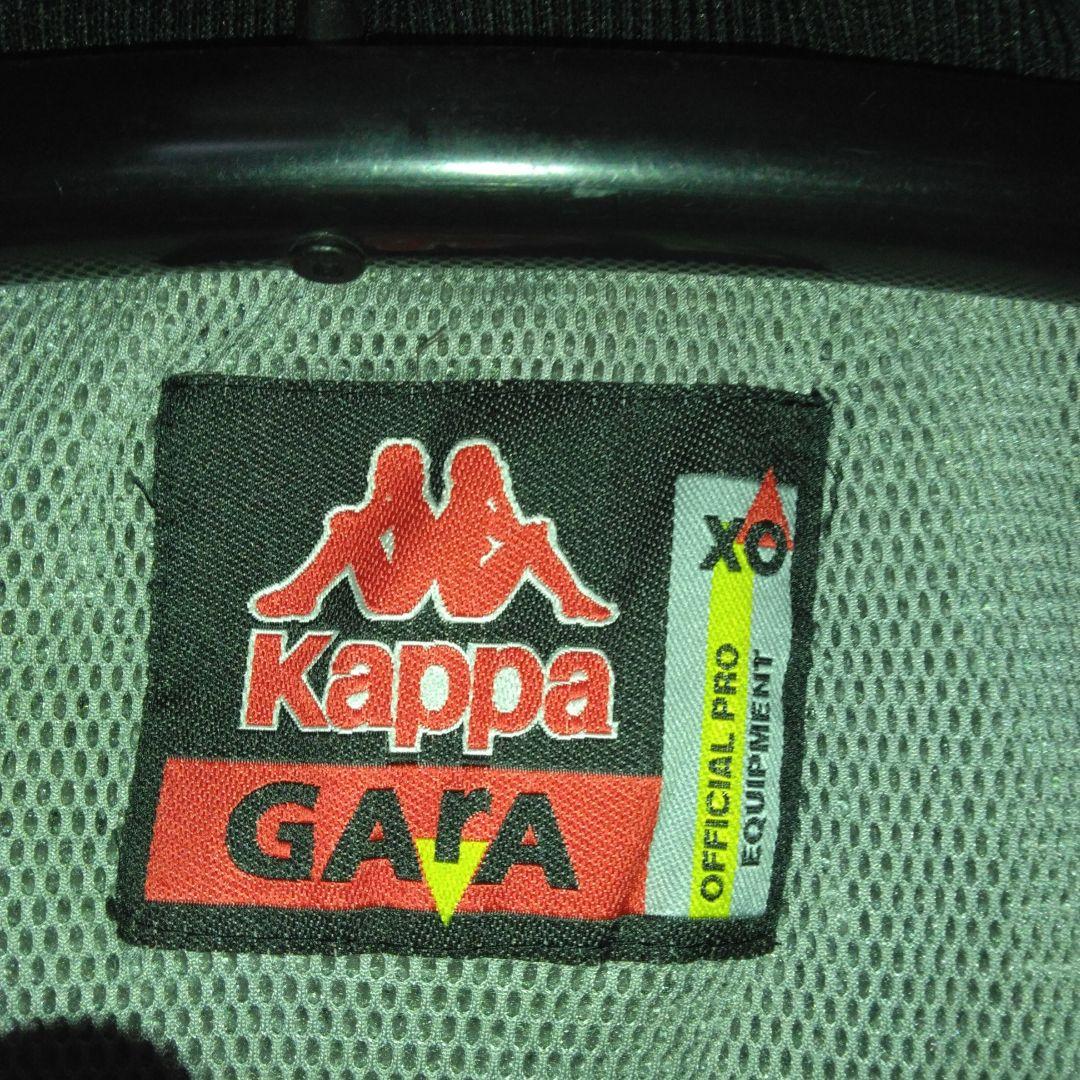 Kappa
GArA
XO
OFFICIAL PRO
EQUIPMENT